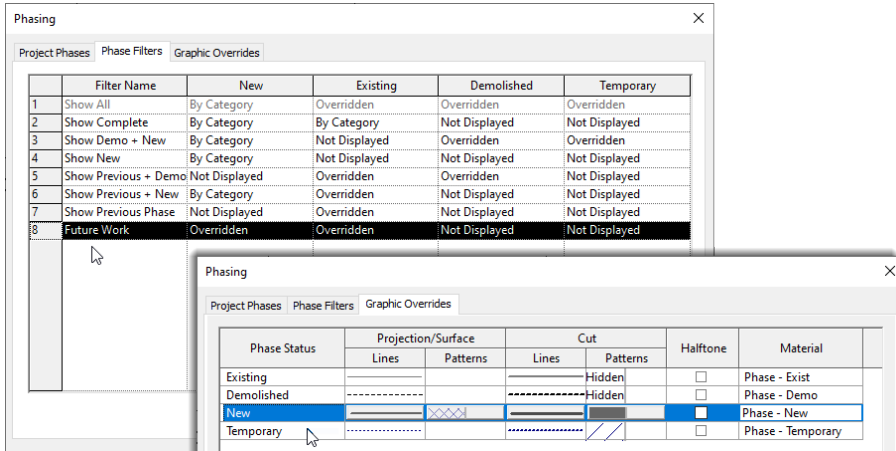 Phasing
Project Phases Phase Filters Graphic Overrides
Filter Name New Existing Demolished Temporary
1 Show All By Category Overridden Overridden Overridden
2 Show Complete By Category By Category Not Displayed Not Displayed
3 Show Demo + New By Category Not Displayed Overridden Overridden
4 Show New By Category Not Displayed Not Displayed Not Displayed
5 Show Previous + Demo Not Displayed Overridden Overridden Not Displayed
6 Show Previous + New By Category Overridden Not Displayed Not Displayed
7 Show Previous Phase Not Displayed Overridden Not Displayed Not Displayed
8 Future Work Overridden Overridden Not Displayed Not Displayed
Phasing
Project Phases Phase Filters Graphic Overrides
Phase Status Projection/Surface Cut Halftone Material
Lines Patterns Lines Patterns
Existing Hidden Phase - Exist
Demolished Hidden Phase - Demo
New Phase - New
Temporary Phase - Temporary